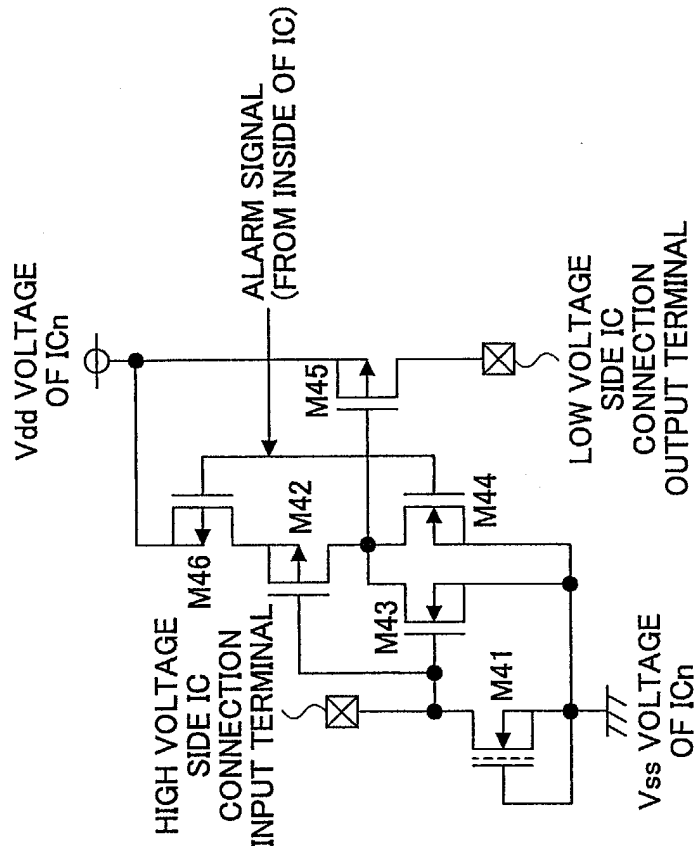 Vdd VOLTAGE
OF ICn
ALARM SIGNAL
(FROM INSIDE OF IC)
M46
M42
M45
HIGH VOLTAGE
SIDE IC
CONNECTION
INPUT TERMINAL
M43
M44
M41
LOW VOLTAGE
SIDE IC
CONNECTION
OUTPUT TERMINAL
Vss VOLTAGE
OF ICn